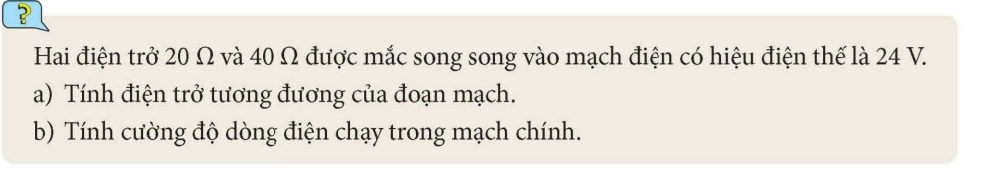 ?
Hai điện trở 20 Ω và 40 Ω được mắc song song vào mạch điện có hiệu điện thế là 24 V.
a) Tính điện trở tương đương của đoạn mạch.
b) Tính cường độ dòng điện chạy trong mạch chính.